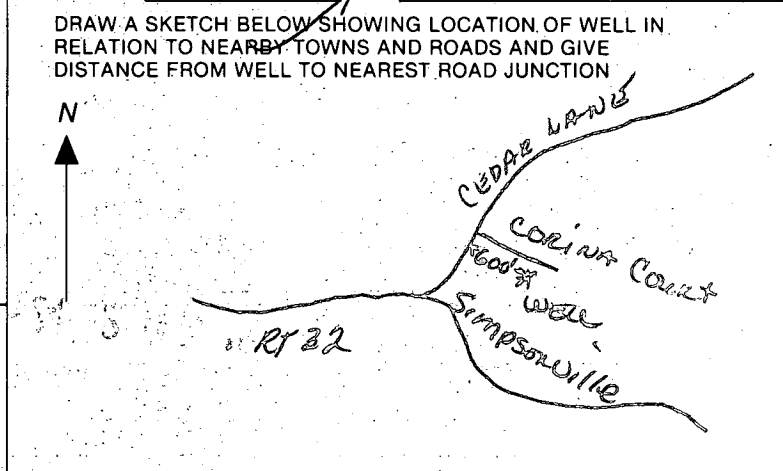 DRAW A SKETCH BELOW SHOWING LOCATION OF WELL IN
RELATION TO NEARBY TOWNS AND ROADS AND GIVE
DISTANCE FROM WELL TO NEAREST ROAD JUNCTION
N
CEDAR LANE
CORINA COURT
600'
WELL
SIMPSONVILLE
RT 32